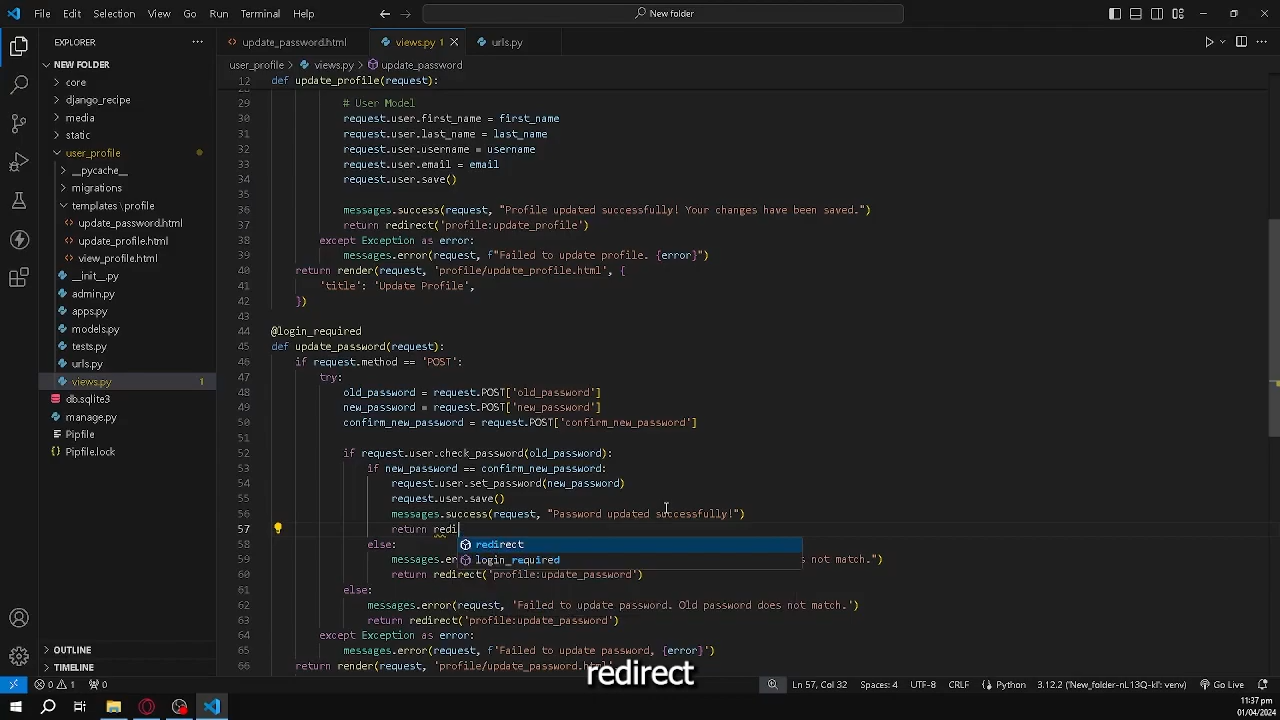 File Edit Selection View Go Run Terminal Help
New folder
EXPLORER
NEW FOLDER
core
django_recipe
media
static
user_profile
__pycache__
migrations
templates \profile
update_password.html
update_profile.html
view_profile.html
__init__.py
admin.py
apps.py
models.py
tests.py
urls.py
views.py 1
db.sqlite3
manage.py
Pipfile
Pipfile.lock
OUTLINE
TIMELINE
update_password.html views.py 1 urls.py
user_profile > views.py > update_password
12 def update_profile(request):
29 # User Model
30 request.user.first_name = first_name
31 request.user.last_name = last_name
32 request.user.username = username
33 request.user.email = email
34 request.user.save()
35
36 messages.success(request, "Profile updated successfully! Your changes have been saved.")
37 return redirect('profile:update_profile')
38 except Exception as error:
39 messages.error(request, f"Failed to update profile. {error}")
40 return render(request, 'profile/update_profile.html', {
41 'title': 'Update Profile',
42 })
43
44 @login_required
45 def update_password(request):
46 if request.method == 'POST':
47 try:
48 old_password = request.POST['old_password']
49 new_password = request.POST['new_password']
50 confirm_new_password = request.POST['confirm_new_password']
51
52 if request.user.check_password(old_password):
53 if new_password == confirm_new_password:
54 request.user.set_password(new_password)
55 request.user.save()
56 messages.success(request, "Password updated successfully!")
57 return redi
redirect
login_required
58 else:
59 messages.er s not match.")
60 return redirect('profile:update_password')
61 else:
62 messages.error(request, 'Failed to update password. Old password does not match.')
63 return redirect('profile:update_password')
64 except Exception as error:
65 messages.error(request, f'Failed to update password, {error}')
66 return render(request, 'profile/update_password.html'
redirect
0 1 0 Ln 57, Col 32 Spaces: 4 UTF-8 CRLF Python 3.12.2 ('New_folder-nL13Q-kl': venv) Go Live
11:37 pm
01/04/2024